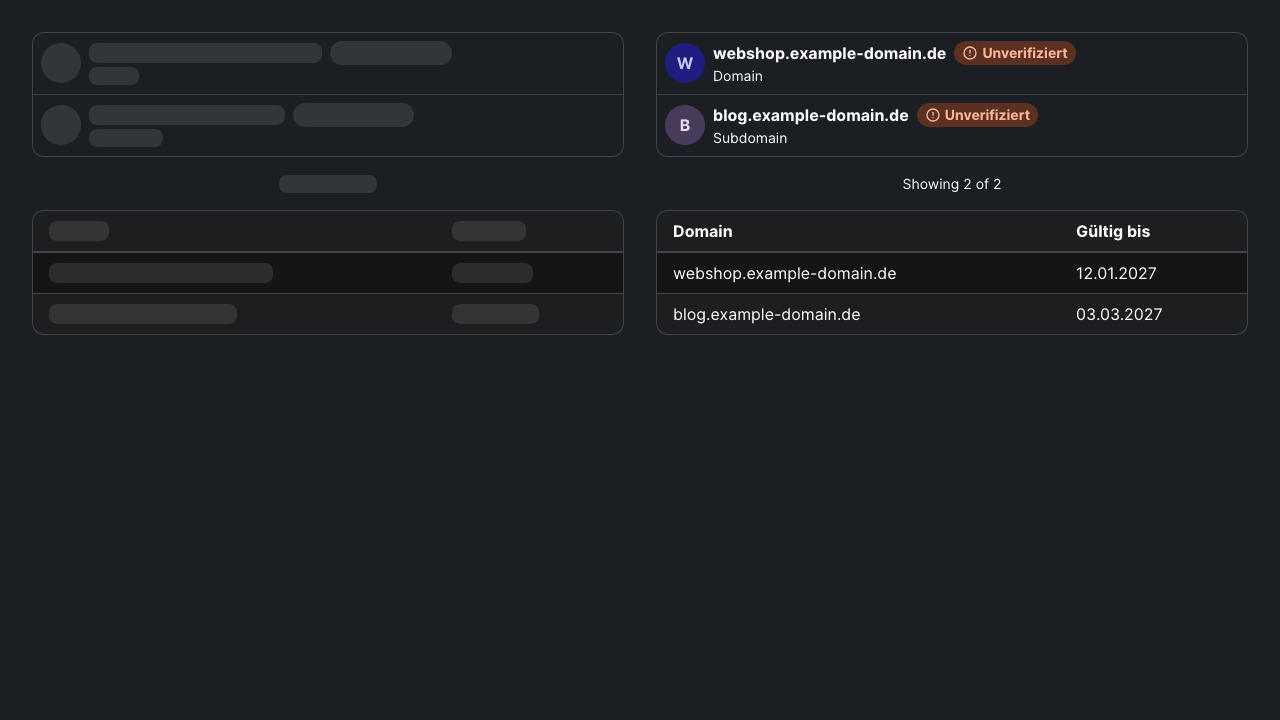 W
webshop.example-domain.de Unverifiziert
Domain
B
blog.example-domain.de Unverifiziert
Subdomain
Showing 2 of 2
Domain Gültig bis
webshop.example-domain.de 12.01.2027
blog.example-domain.de 03.03.2027